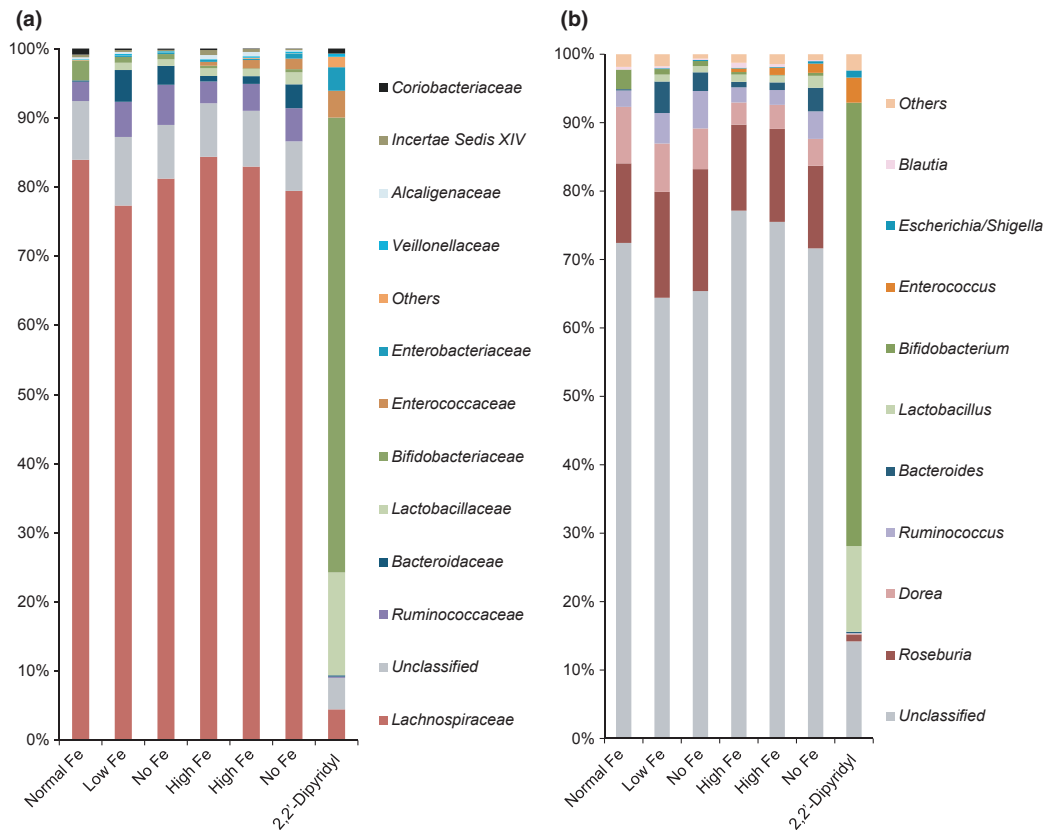 (a)
100%
90%
80%
70%
60%
50%
40%
30%
20%
10%
0%
Normal Fe
Low Fe
No Fe
High Fe
High Fe
No Fe
2,2'-Dipyridyl
Coriobacteriaceae
Incertae Sedis XIV
Alcaligenaceae
Veillonellaceae
Others
Enterobacteriaceae
Enterococcaceae
Bifidobacteriaceae
Lactobacillaceae
Bacteroidaceae
Ruminococcaceae
Unclassified
Lachnospiraceae
(b)
100%
90%
80%
70%
60%
50%
40%
30%
20%
10%
0%
Normal Fe
Low Fe
No Fe
High Fe
High Fe
No Fe
2,2'-Dipyridyl
Others
Blautia
Escherichia/Shigella
Enterococcus
Bifidobacterium
Lactobacillus
Bacteroides
Ruminococcus
Dorea
Roseburia
Unclassified